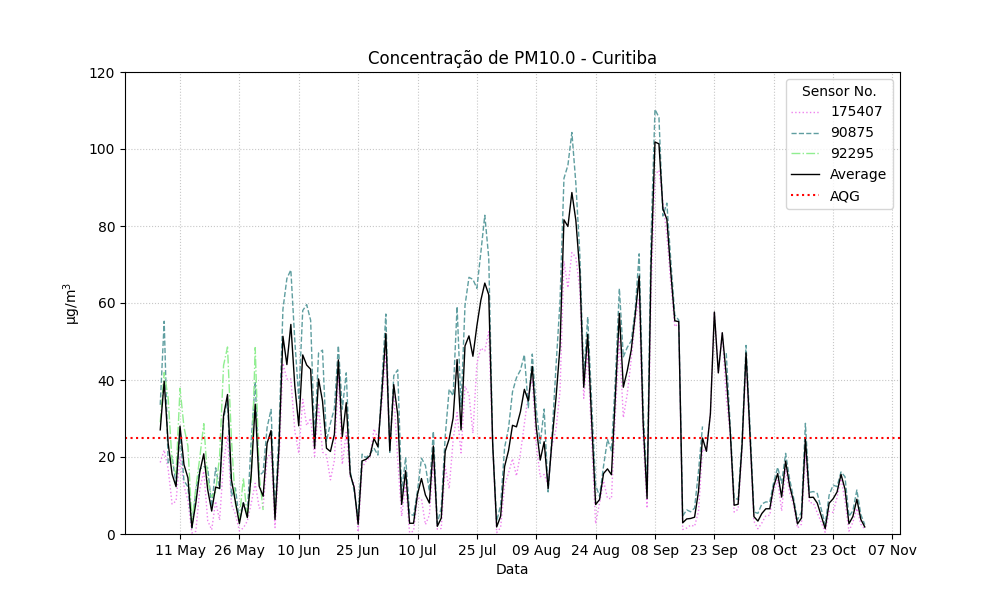 Concentração de PM10.0 - Curitiba
120
100
80
60
40
20
0
µg/m³
Sensor No.
175407
90875
92295
Average
AQG
11 May 26 May 10 Jun 25 Jun 10 Jul 25 Jul 09 Aug 24 Aug 08 Sep 23 Sep 08 Oct 23 Oct 07 Nov
Data